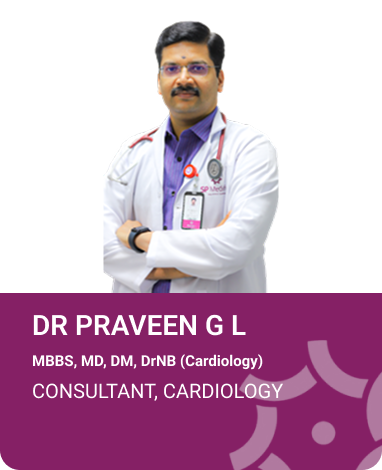 DR PRAVEEN G L
MBBS, MD, DM, DrNB (Cardiology)
CONSULTANT, CARDIOLOGY